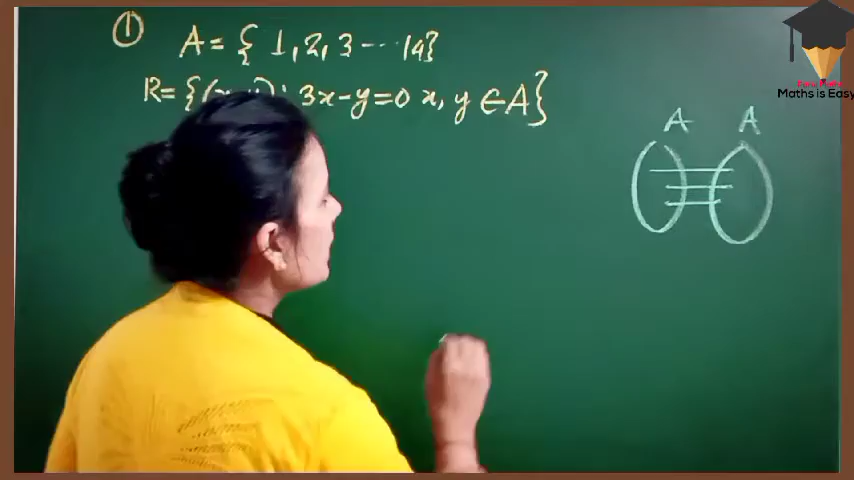 ① A = { 1, 2, 3 --- 14}
R = {(x, y) : 3x - y = 0 x, y ∈ A}
A A
Maths is Easy